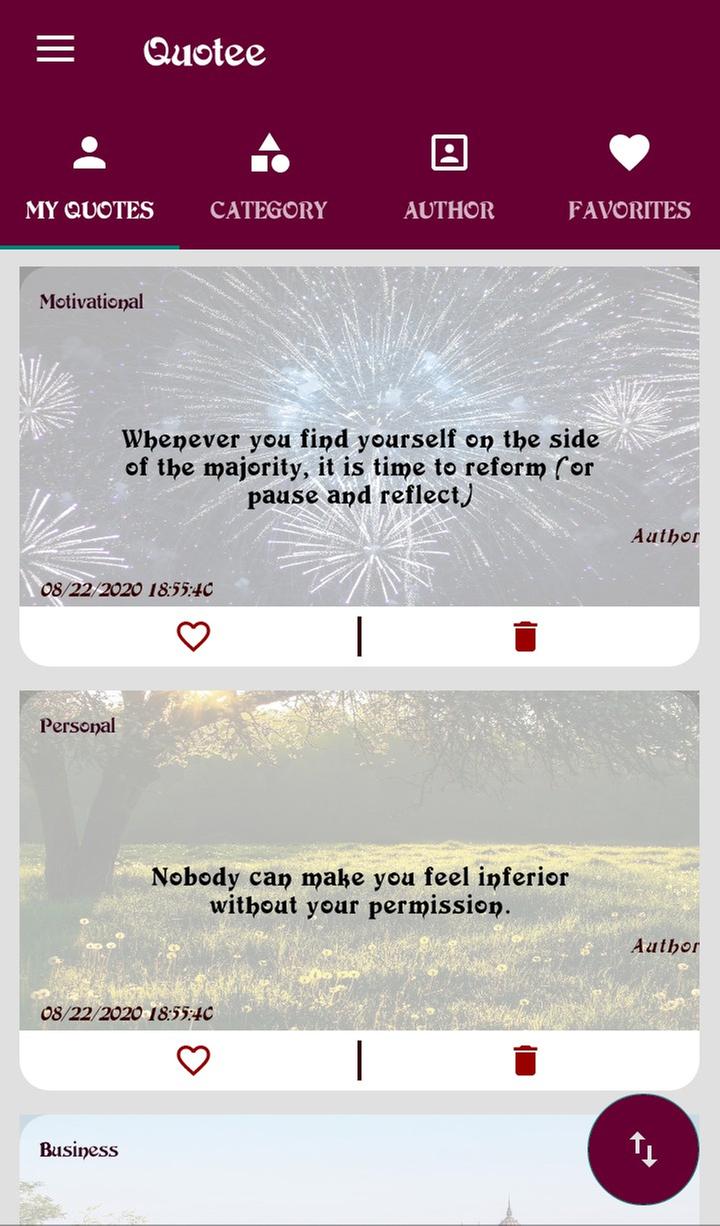 Quotee
MY QUOTES
CATEGORY
AUTHOR
FAVORITES
Motivational
Whenever you find yourself on the side
of the majority, it is time to reform (or
pause and reflect)
Author
08/22/2020 18:55:40
Personal
Nobody can make you feel inferior
without your permission.
Author
08/22/2020 18:55:40
Business